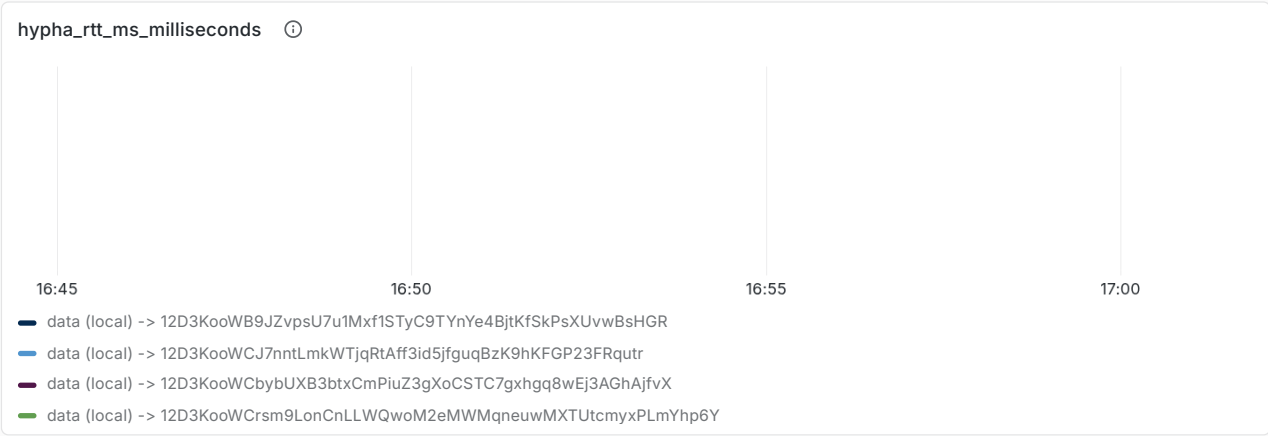 hypha_rtt_ms_milliseconds
16:45 16:50 16:55 17:00
data (local) -> 12D3KooWB9JZvpsU7u1Mxf1STyC9TYnYe4BjtKfSkPsXUvwBsHGR
data (local) -> 12D3KooWCJ7nntLmkWTjqRtAff3id5jfguqBzK9hKFGP23FRqutr
data (local) -> 12D3KooWCbybUXB3btxCmPiuZ3gXoCSTC7gxhgq8wEj3AGhAjfvX
data (local) -> 12D3KooWCrsm9LonCnLLWQwoM2eMWMqneuwMXTUtcmyxPLmYhp6Y